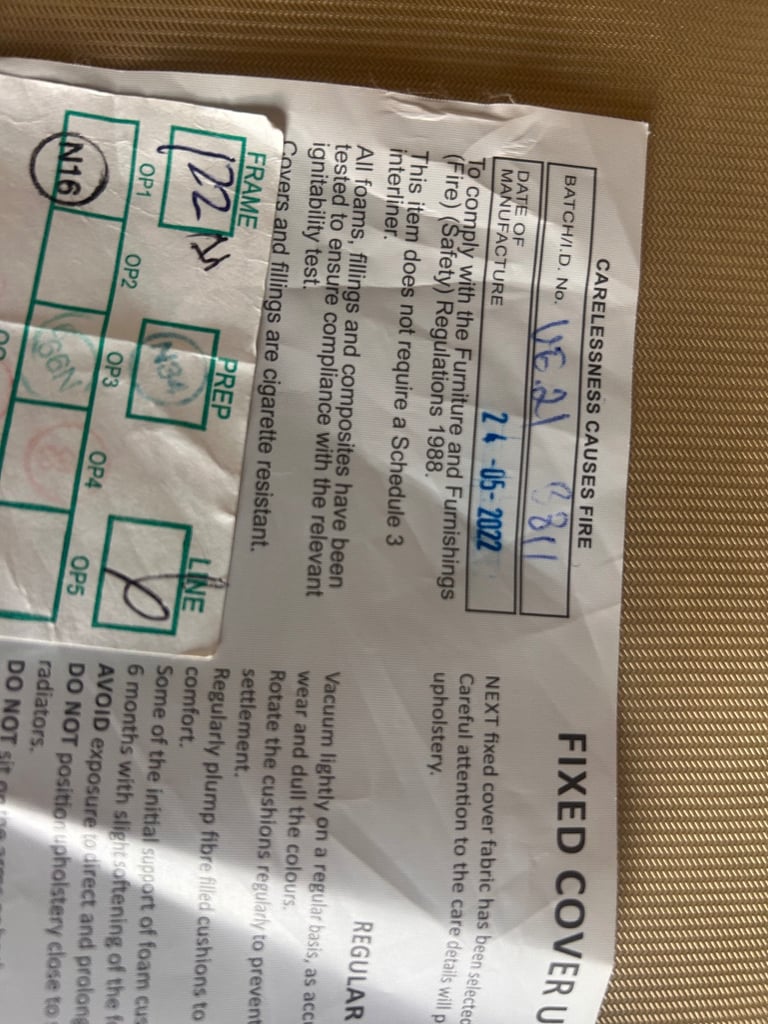 CARELESSNESS CAUSES FIRE
BATCH/I.D. No.
DATE OF
MANUFACTURE
24-05-2022
To comply with the Furniture and Furnishings
(Fire) (Safety) Regulations 1988.
This item does not require a Schedule 3
interliner.
All foams, fillings and composites have been
tested to ensure compliance with the relevant
ignitability test.
Covers and fillings are cigarette resistant.
FRAME
PREP
LINE
122
N34
OP1
OP2
OP3
OP4
OP5
N16
66N
FIXED COVER U
NEXT fixed cover fabric has been selected
Careful attention to the care details will p
upholstery.
REGULAR
Vacuum lightly on a regular basis, as accu
wear and dull the colours.
Rotate the cushions regularly to prevent
settlement.
Regularly plump fibre filled cushions to
comfort.
Some of the initial support of foam cus
6 months with slight softening of the f
AVOID exposure to direct and prolong
DO NOT position upholstery close to
radiators.
DO NOT sit on the arms